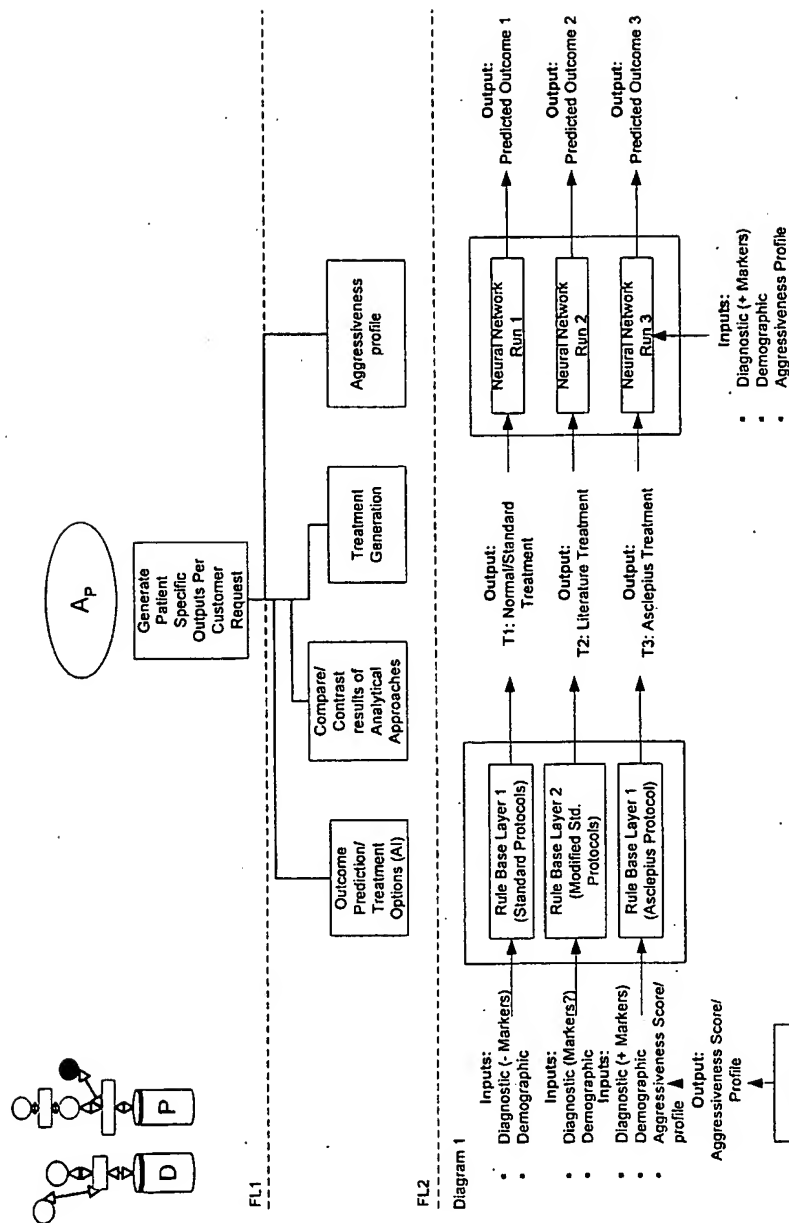 D
P
A P
Generate
Patient
Specific
Outputs Per
Customer
Request
FL1
Outcome
Prediction/
Treatment
Options (AI)
Compare/
Contrast
results of
Analytical
Approaches
Treatment
Generation
Aggressiveness
profile
FL2
Diagram 1
Inputs:
Diagnostic (- Markers)
Demographic
Inputs:
Diagnostic (Markers?)
Demographic
Inputs:
Diagnostic (+ Markers)
Demographic
Aggressiveness Score/
profile
Output:
Aggressiveness Score/
Profile
Rule Base Layer 1
(Standard Protocols)
Rule Base Layer 2
(Modified Std.
Protocols)
Rule Base Layer 1
(Asclepius Protocol)
Output:
T1: Normal/Standard
Treatment
Output:
T2: Literature Treatment
Output:
T3: Asclepius Treatment
Neural Network
Run 1
Neural Network
Run 2
Neural Network
Run 3
Inputs:
Diagnostic (+ Markers)
Demographic
Aggressiveness Profile
Output:
Predicted Outcome 1
Output:
Predicted Outcome 2
Output:
Predicted Outcome 3